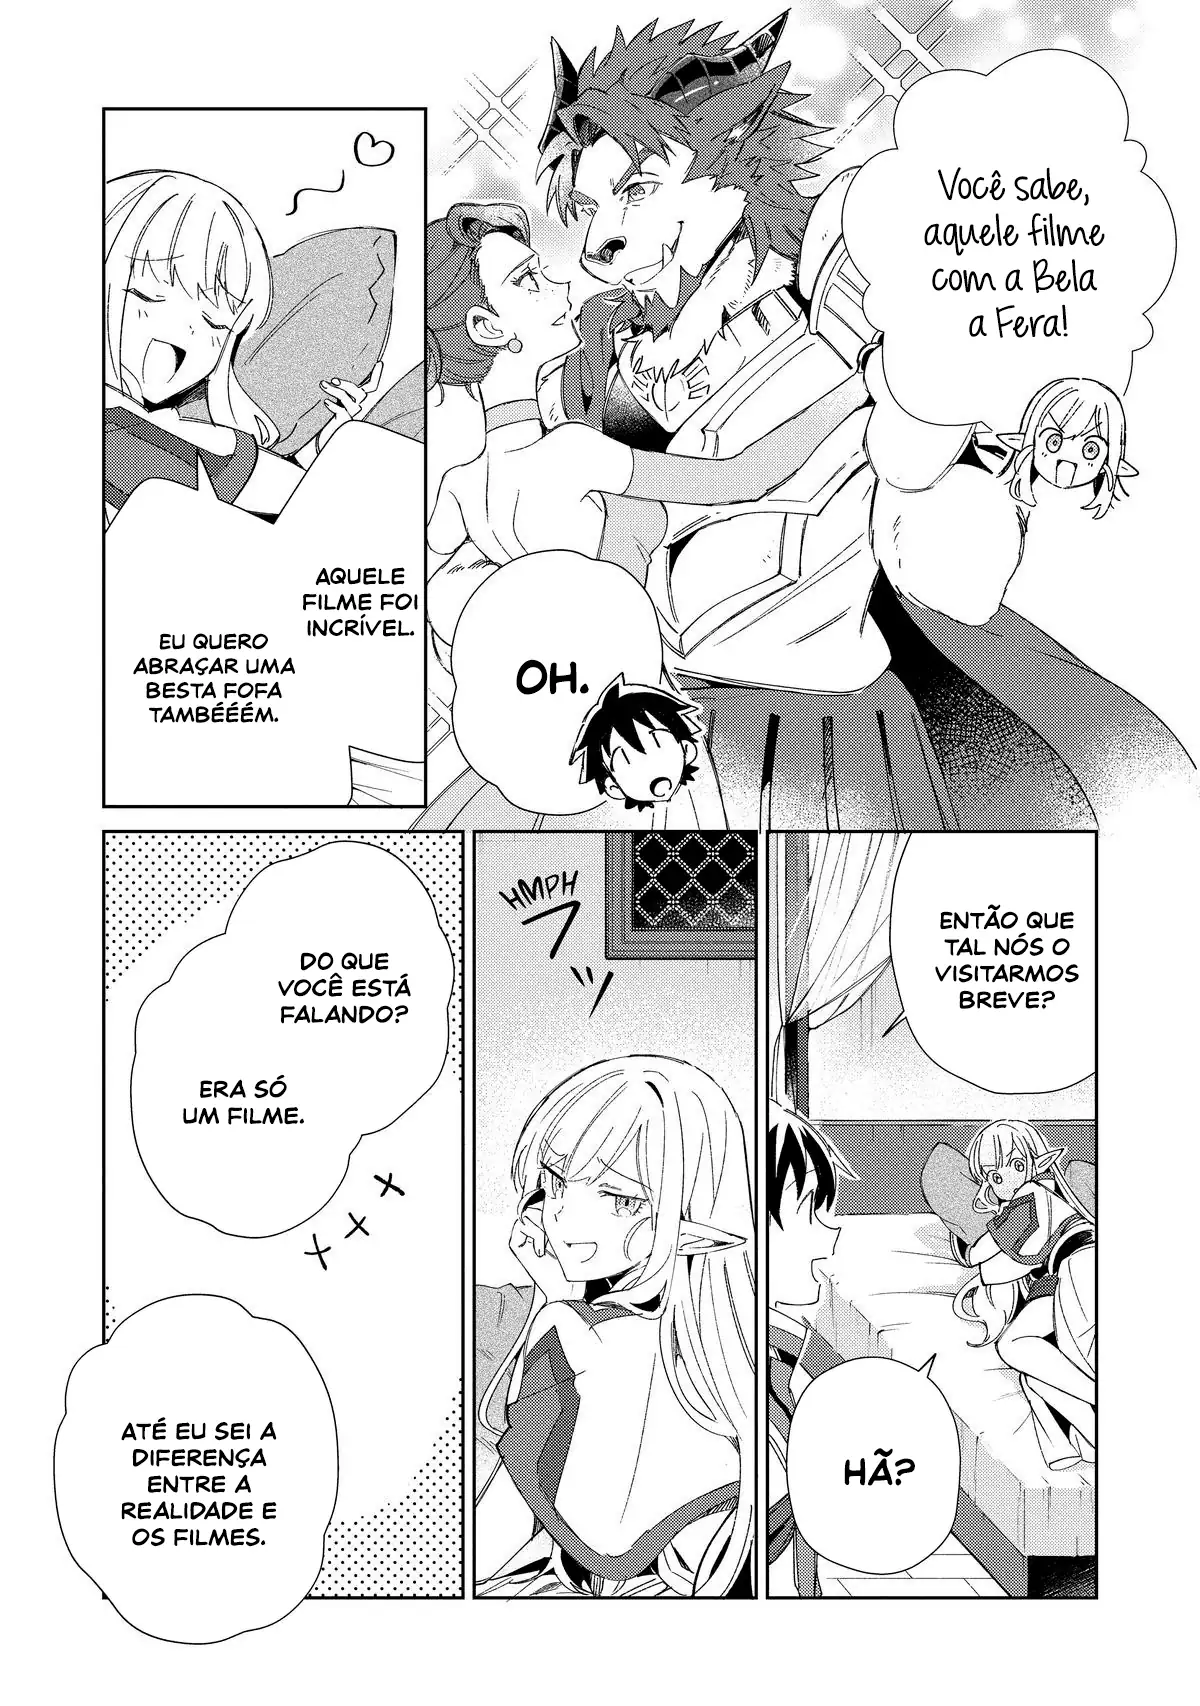 Você sabe,
aquele filme
com a Bela
a Fera!
OH.
AQUELE
FILME FOI
INCRÍVEL.
EU QUERO
ABRAÇAR UMA
BESTA FOFA
TAMBÉÉÉM.
ENTÃO QUE
TAL NÓS O
VISITARMOS
BREVE?
HÃ?
HMPH
DO QUE
VOCÊ ESTÁ
FALANDO?
ERA SÓ
UM FILME.
ATÉ EU SEI A
DIFERENÇA
ENTRE A
REALIDADE E
OS FILMES.